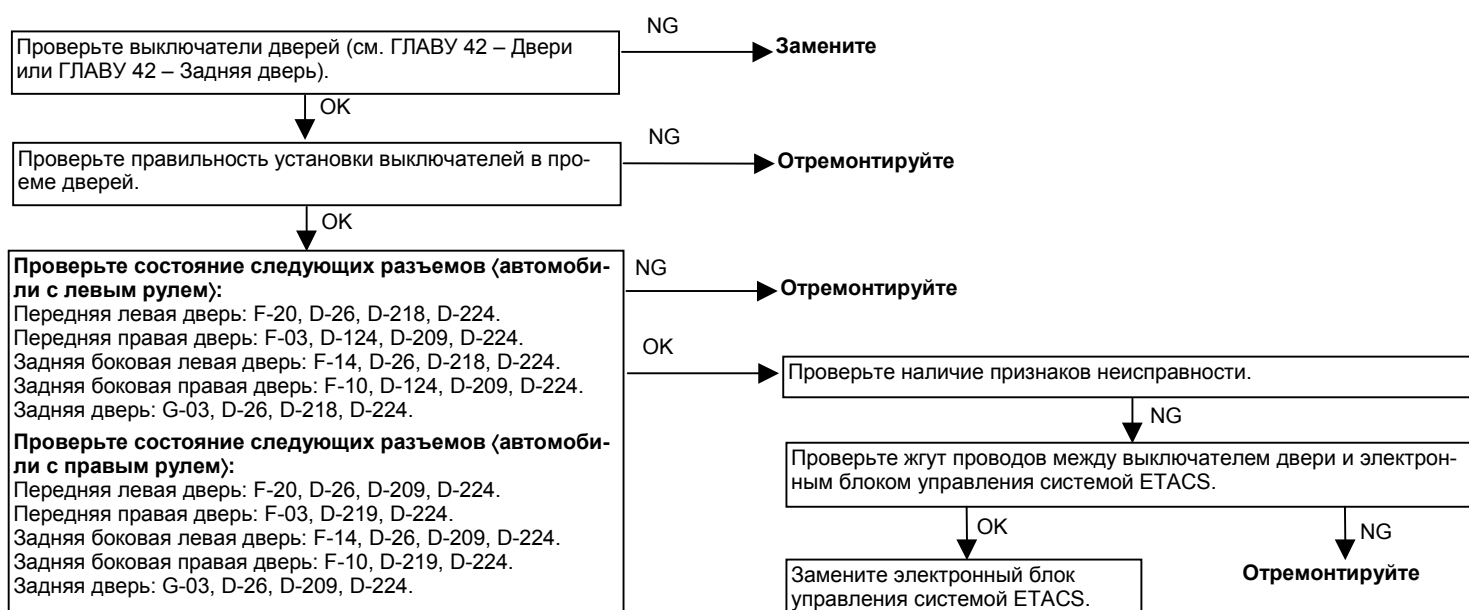 NG
Проверьте выключатели дверей (см. ГЛАВУ 42 – Двери
или ГЛАВУ 42 – Задняя дверь).
Замените
OK
NG
Проверьте правильность установки выключателей в про-
еме дверей.
Отремонтируйте
OK
Проверьте состояние следующих разъемов 〈автомоби-
ли с левым рулем〉:
Передняя левая дверь: F-20, D-26, D-218, D-224.
Передняя правая дверь: F-03, D-124, D-209, D-224.
Задняя боковая левая дверь: F-14, D-26, D-218, D-224.
Задняя боковая правая дверь: F-10, D-124, D-209, D-224.
Задняя дверь: G-03, D-26, D-218, D-224.
Проверьте состояние следующих разъемов 〈автомоби-
ли с правым рулем〉:
Передняя левая дверь: F-20, D-26, D-209, D-224.
Передняя правая дверь: F-03, D-219, D-224.
Задняя боковая левая дверь: F-14, D-26, D-209, D-224.
Задняя боковая правая дверь: F-10, D-219, D-224.
Задняя дверь: G-03, D-26, D-209, D-224.
NG
Отремонтируйте
OK
Проверьте наличие признаков неисправности.
NG
Проверьте жгут проводов между выключателем двери и электрон-
ным блоком управления системой ETACS.
OK
NG
Замените электронный блок
управления системой ETACS.
Отремонтируйте